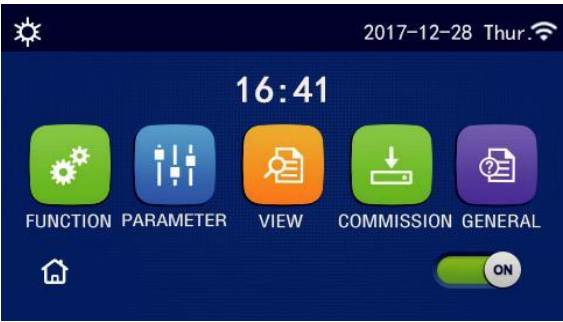 2017-12-28 Thur.
16:41
FUNCTION PARAMETER VIEW COMMISSION GENERAL
ON